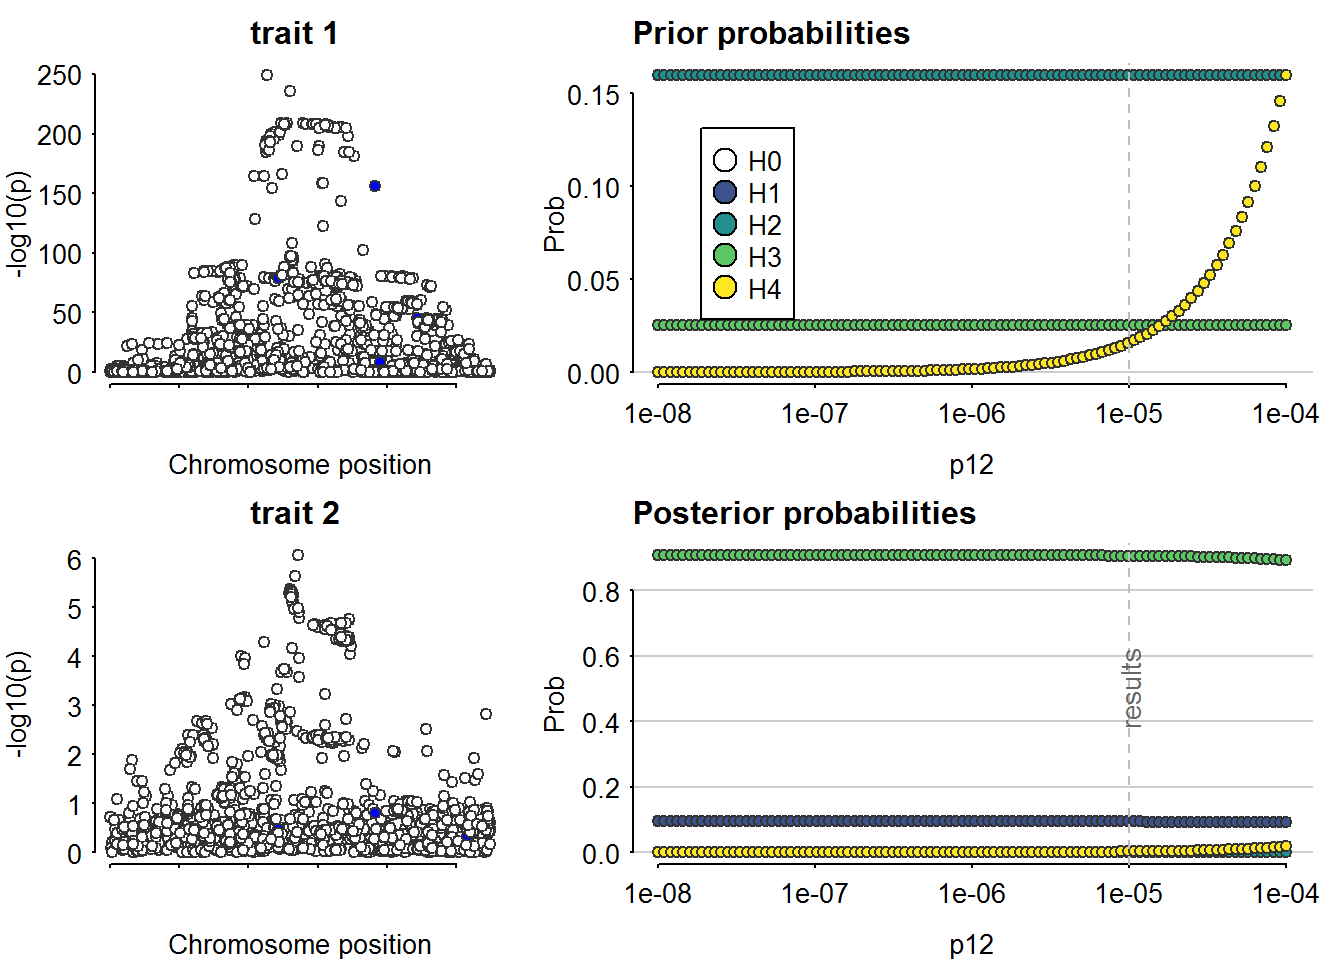 trait 1
250
200
150
100
50
0
-log10(p)
Chromosome position
Prior probabilities
0.15
0.10
0.05
0.00
Prob
H0
H1
H2
H3
H4
1e-08 1e-07 1e-06 1e-05 1e-04
p12
trait 2
6
5
4
3
2
1
0
-log10(p)
Chromosome position
Posterior probabilities
0.8
0.6
0.4
0.2
0.0
Prob
results
1e-08 1e-07 1e-06 1e-05 1e-04
p12